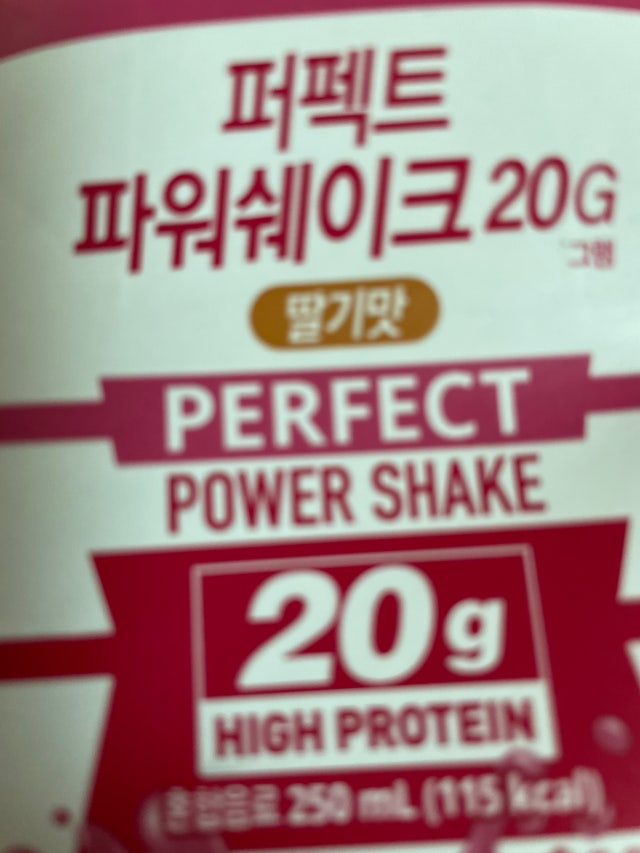 퍼펙트
파워쉐이크 20G
그램
딸기맛
PERFECT
POWER SHAKE
20g
HIGH PROTEIN
혼합음료 250 mL (115 kcal)